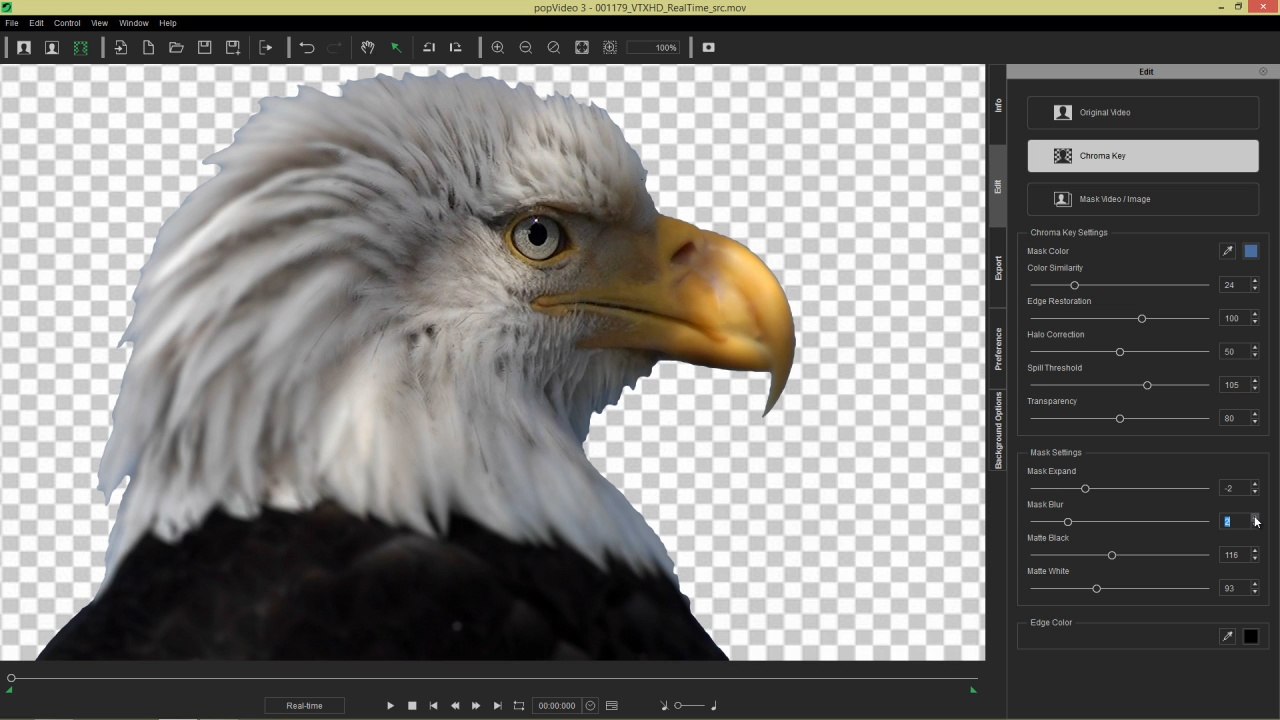 popVideo 3 - 001179_VTXHD_RealTime_src.mov
File Edit Control View Window Help
100%
Info
Edit
Export
Preference
Background Options
Edit
Original Video
Chroma Key
Mask Video / Image
Chroma Key Settings
Mask Color
Color Similarity
24
Edge Restoration
100
Halo Correction
50
Spill Threshold
105
Transparency
80
Mask Settings
Mask Expand
-2
Mask Blur
2
Matte Black
116
Matte White
93
Edge Color
Real-time
00:00:000